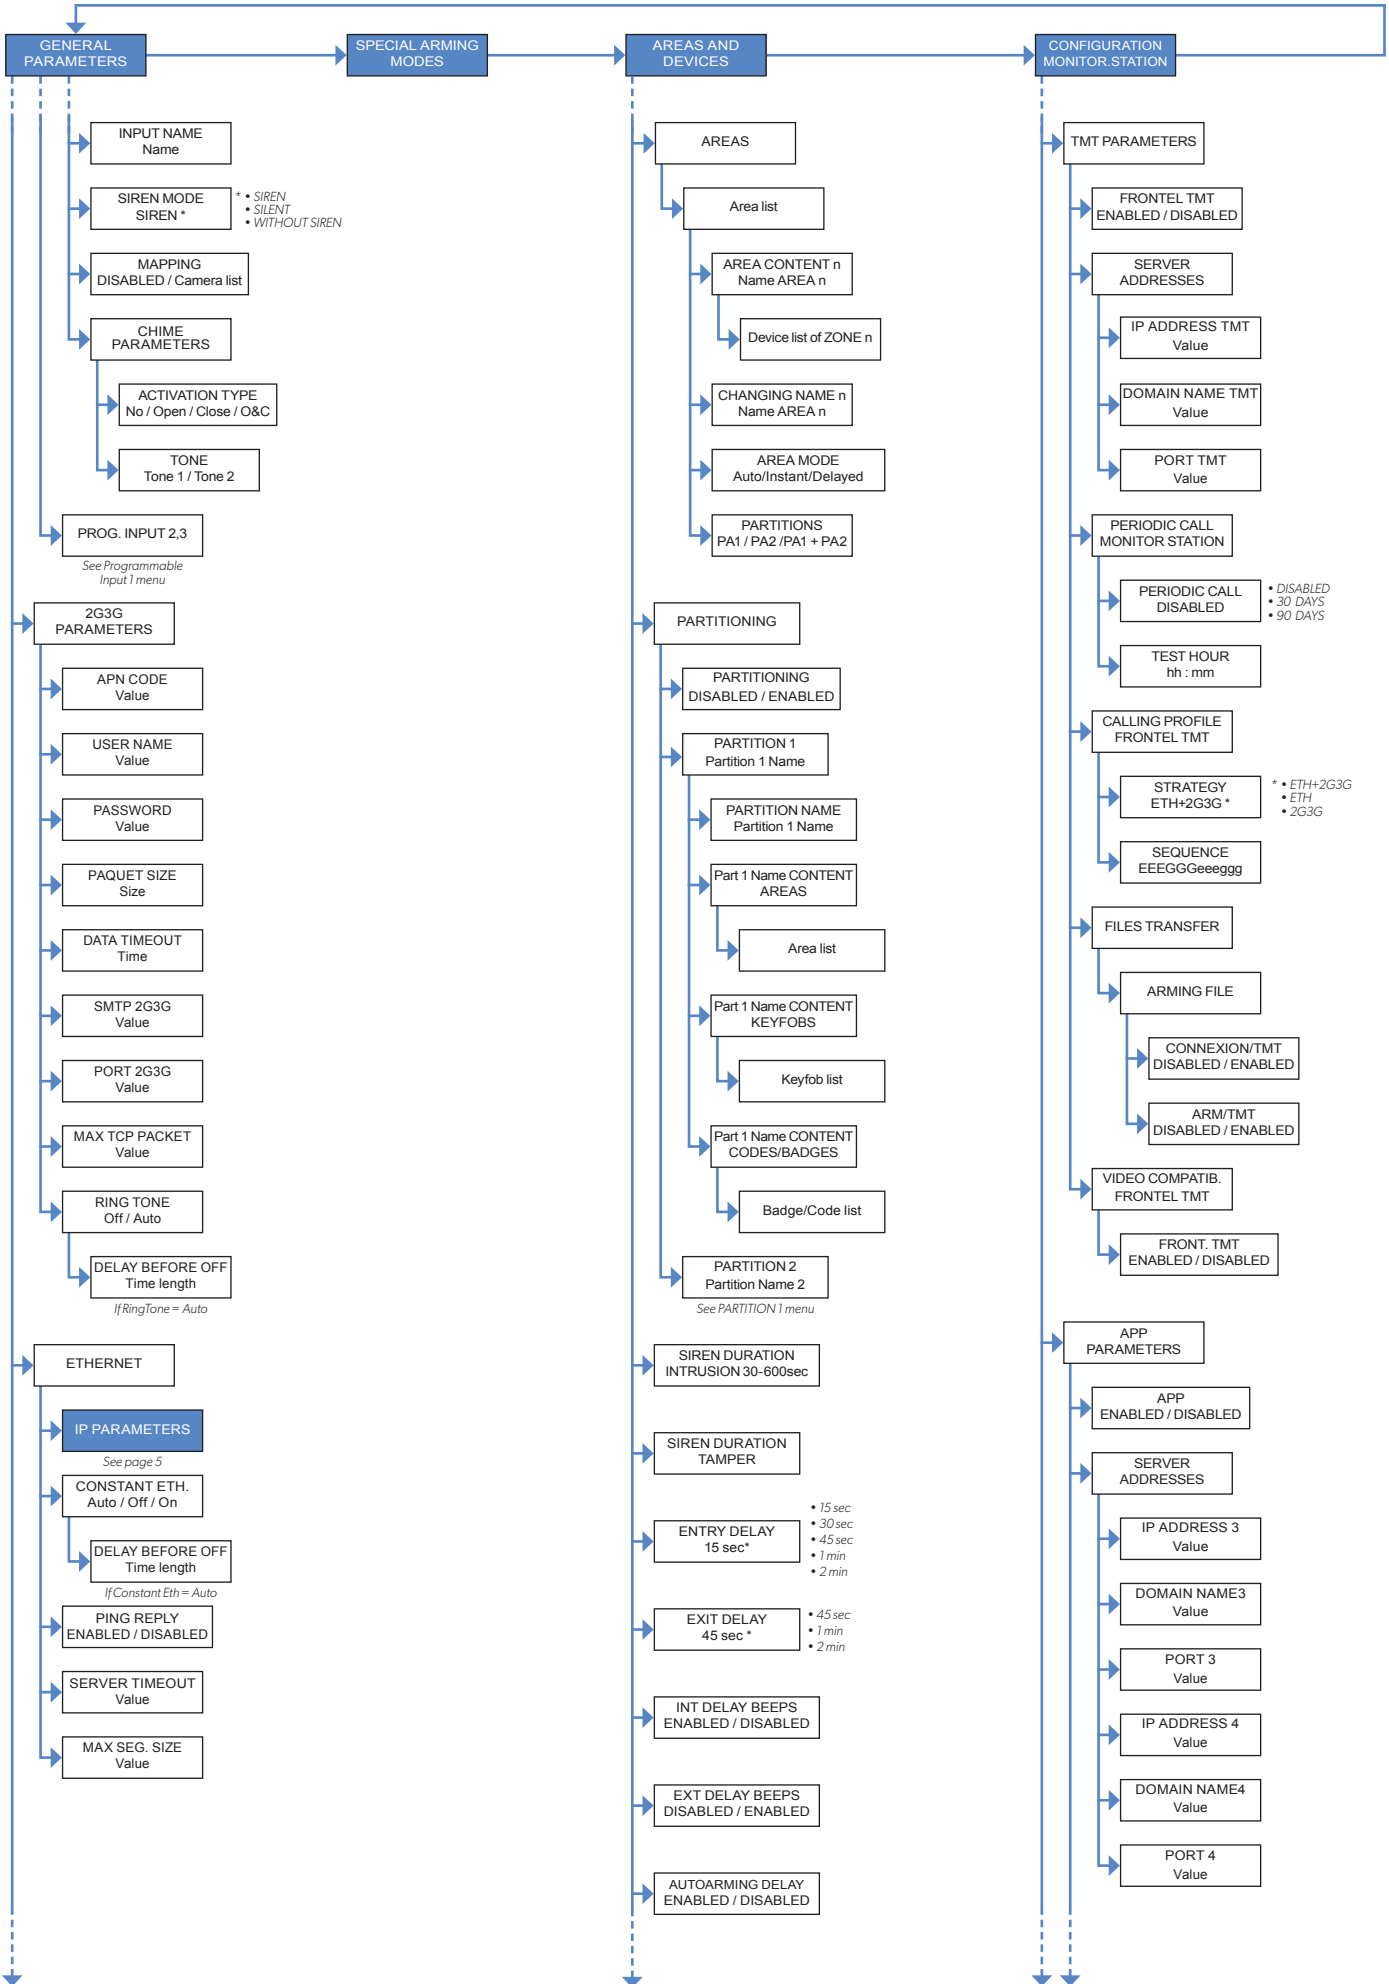 GENERAL
PARAMETERS
SPECIAL ARMING
MODES
AREAS AND
DEVICES
CONFIGURATION
MONITOR.STATION
INPUT NAME
Name
SIREN MODE
SIREN *
* • SIREN
• SILENT
• WITHOUT SIREN
MAPPING
DISABLED / Camera list
CHIME
PARAMETERS
ACTIVATION TYPE
No / Open / Close / O&C
TONE
Tone 1 / Tone 2
PROG. INPUT 2,3
See Programmable
Input 1 menu
2G3G
PARAMETERS
APN CODE
Value
USER NAME
Value
PASSWORD
Value
PAQUET SIZE
Size
DATA TIMEOUT
Time
SMTP 2G3G
Value
PORT 2G3G
Value
MAX TCP PACKET
Value
RING TONE
Off / Auto
DELAY BEFORE OFF
Time length
If RingTone = Auto
ETHERNET
IP PARAMETERS
See page 5
CONSTANT ETH.
Auto / Off / On
DELAY BEFORE OFF
Time length
If Constant Eth = Auto
PING REPLY
ENABLED / DISABLED
SERVER TIMEOUT
Value
MAX SEG. SIZE
Value
AREAS
Area list
AREA CONTENT n
Name AREA n
Device list of ZONE n
CHANGING NAME n
Name AREA n
AREA MODE
Auto/Instant/Delayed
PARTITIONS
PA1 / PA2 /PA1 + PA2
PARTITIONING
PARTITIONING
DISABLED / ENABLED
PARTITION 1
Partition 1 Name
PARTITION NAME
Partition 1 Name
Part 1 Name CONTENT
AREAS
Area list
Part 1 Name CONTENT
KEYFOBS
Keyfob list
Part 1 Name CONTENT
CODES/BADGES
Badge/Code list
PARTITION 2
Partition Name 2
See PARTITION 1 menu
SIREN DURATION
INTRUSION 30-600sec
SIREN DURATION
TAMPER
ENTRY DELAY
15 sec*
• 15 sec
• 30 sec
• 45 sec
• 1 min
• 2 min
EXIT DELAY
45 sec *
• 45 sec
• 1 min
• 2 min
INT DELAY BEEPS
ENABLED / DISABLED
EXT DELAY BEEPS
DISABLED / ENABLED
AUTOARMING DELAY
ENABLED / DISABLED
TMT PARAMETERS
FRONTEL TMT
ENABLED / DISABLED
SERVER
ADDRESSES
IP ADDRESS TMT
Value
DOMAIN NAME TMT
Value
PORT TMT
Value
PERIODIC CALL
MONITOR STATION
PERIODIC CALL
DISABLED
• DISABLED
• 30 DAYS
• 90 DAYS
TEST HOUR
hh : mm
CALLING PROFILE
FRONTEL TMT
STRATEGY
ETH+2G3G *
* • ETH+2G3G
• ETH
• 2G3G
SEQUENCE
EEEGGGeeeggg
FILES TRANSFER
ARMING FILE
CONNEXION/TMT
DISABLED / ENABLED
ARM/TMT
DISABLED / ENABLED
VIDEO COMPATIB.
FRONTEL TMT
FRONT. TMT
ENABLED / DISABLED
APP
PARAMETERS
APP
ENABLED / DISABLED
SERVER
ADDRESSES
IP ADDRESS 3
Value
DOMAIN NAME3
Value
PORT 3
Value
IP ADDRESS 4
Value
DOMAIN NAME4
Value
PORT 4
Value